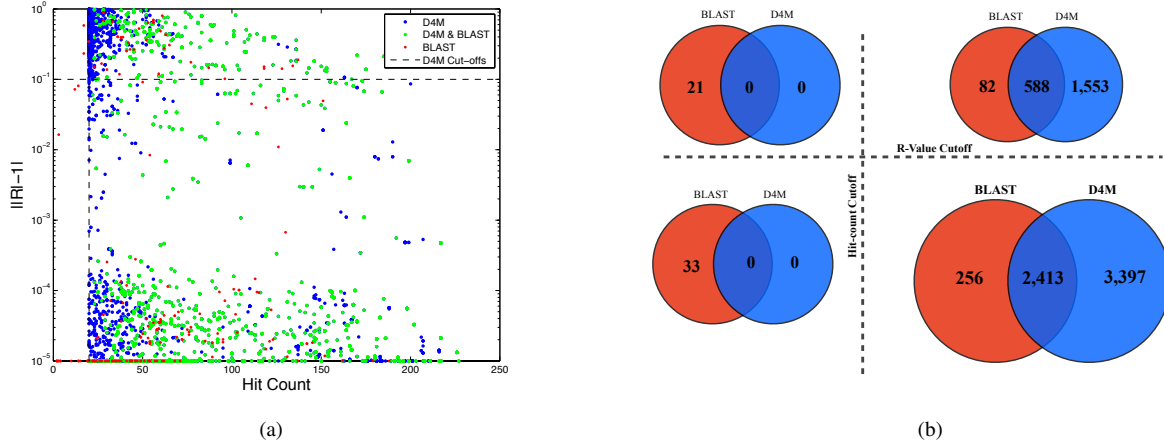 10^0
10^-1
10^-2
10^-3
10^-4
10^-5
||R|-1|
0
50
100
150
200
250
Hit Count
D4M
D4M & BLAST
BLAST
D4M Cut-offs
(a)
BLAST
D4M
21
0
0
BLAST
D4M
82
588
1,553
R-Value Cutoff
Hit-count Cutoff
BLAST
D4M
33
0
0
BLAST
D4M
256
2,413
3,397
(b)